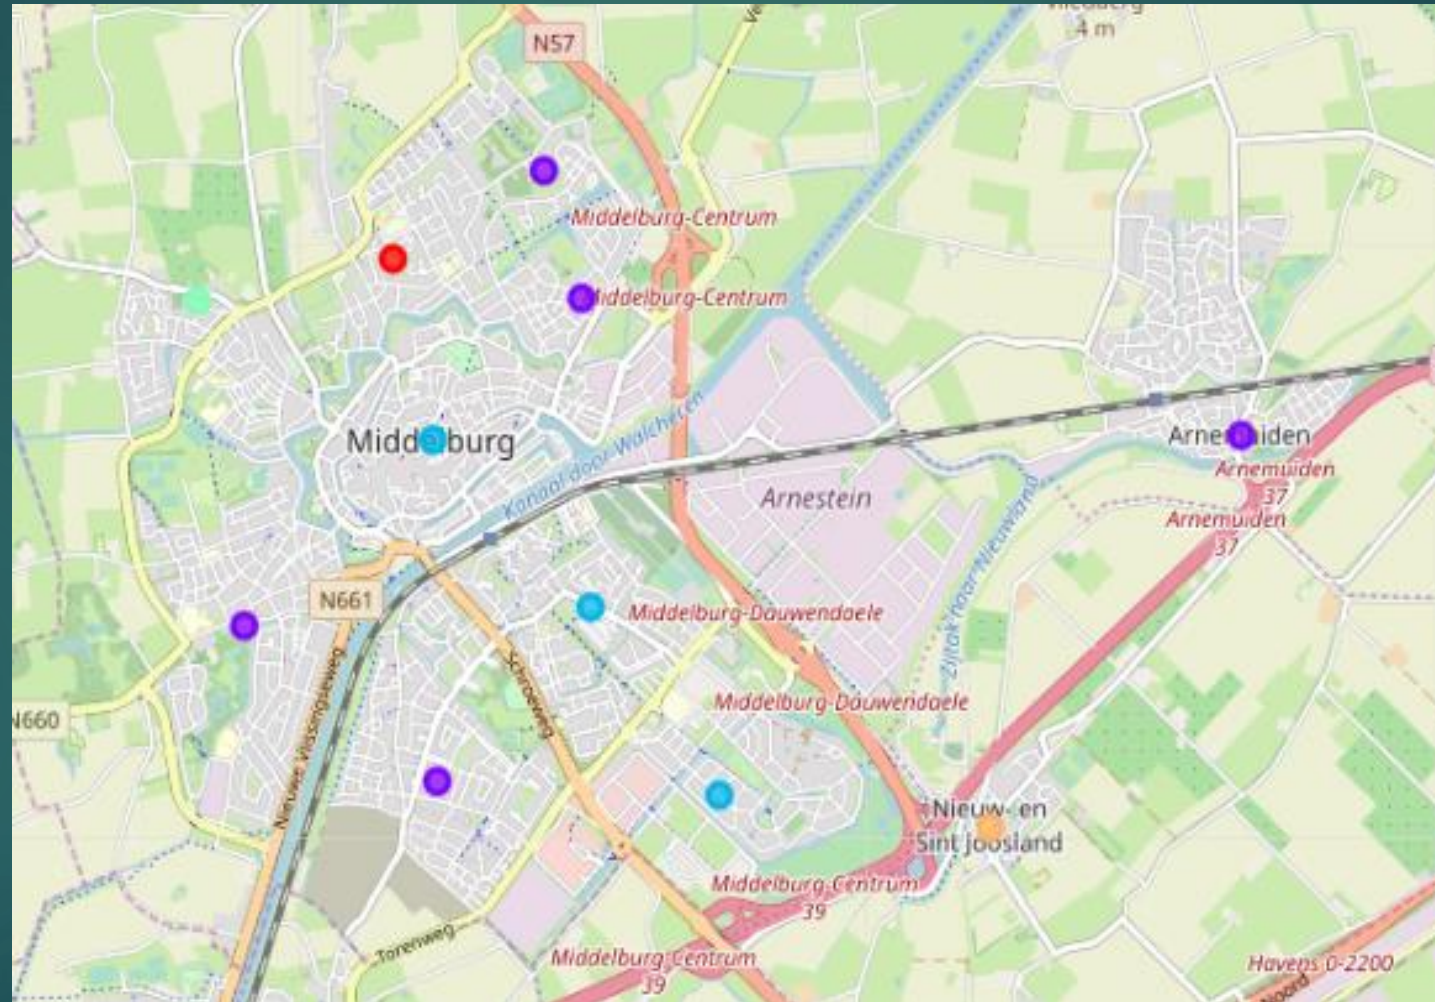 Vliedberg
4 m
N57
Middelburg-Centrum
Middelburg-Centrum
Middelburg
Kanaal door Walcheren
Arnemuiden
Arnemuiden
37
Arnestein
Arnemuiden
37
Zijtak naar Nieuwland
N661
Middelburg-Dauwendaele
Schroeweg
Nieuwe Vlissingseweg
Middelburg-Dauwendaele
N660
Nieuw- en
Sint Joosland
Middelburg-Centrum
39
Torenweg
Middelburg-Centrum
39
Havens 0-2200